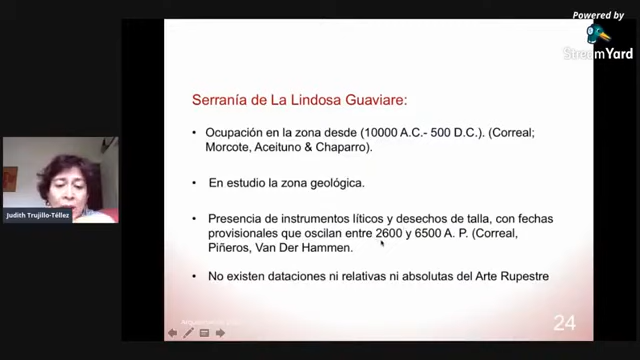 Powered by
StreamYard
Serranía de La Lindosa Guaviare:
• Ocupación en la zona desde (10000 A.C.- 500 D.C.). (Correal;
Morcote, Aceituno & Chaparro).
• En estudio la zona geológica.
• Presencia de instrumentos líticos y desechos de talla, con fechas
provisionales que oscilan entre 2600 y 6500 A. P. (Correal,
Piñeros, Van Der Hammen.
• No existen dataciones ni relativas ni absolutas del Arte Rupestre
Judith Trujillo-Téllez
24